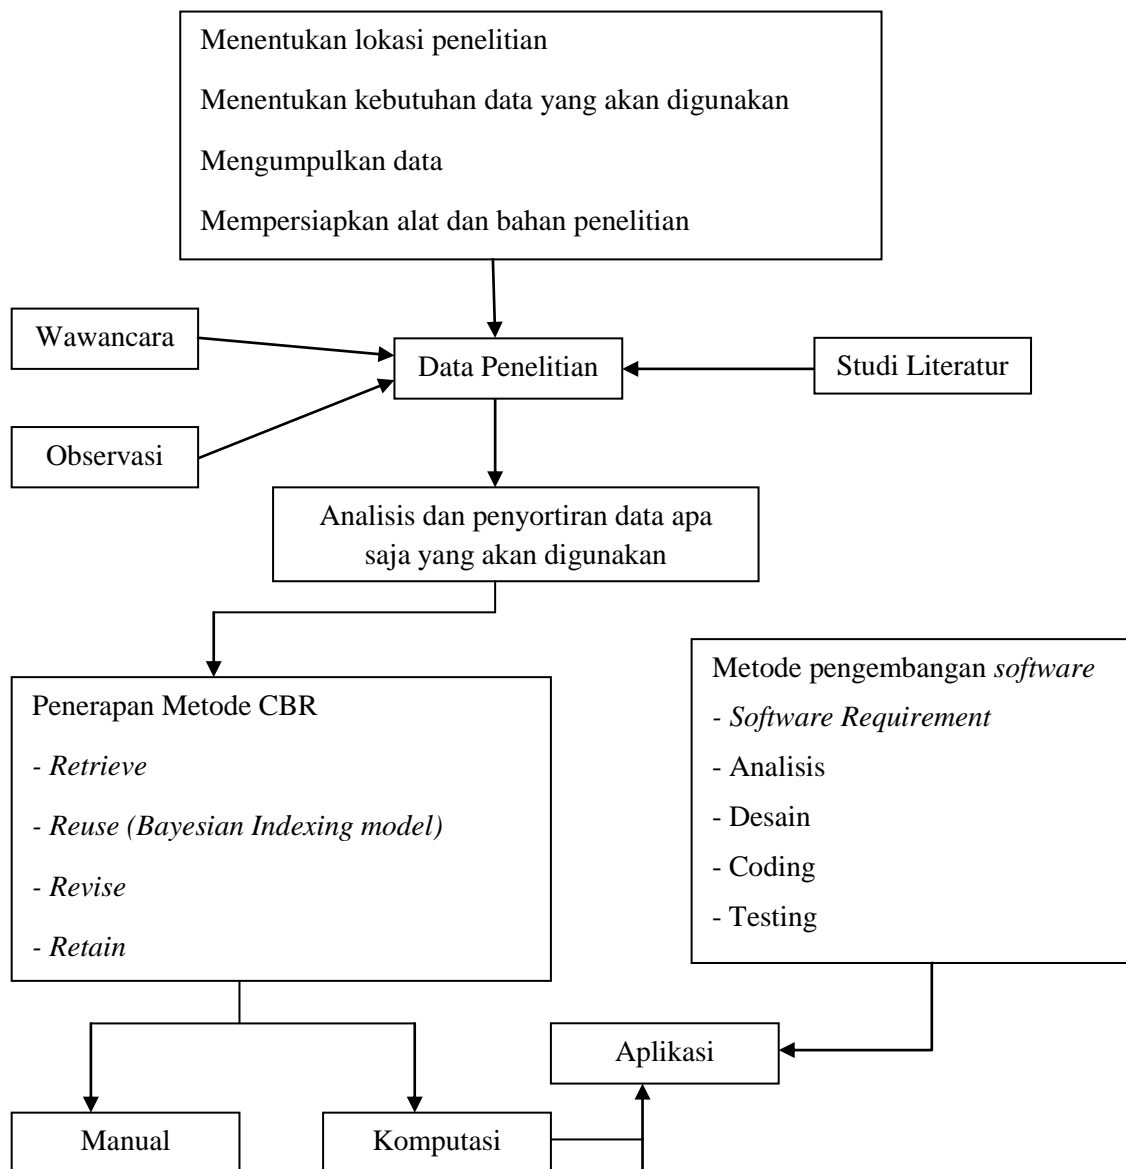 Menentukan lokasi penelitian
Menentukan kebutuhan data yang akan digunakan
Mengumpulkan data
Mempersiapkan alat dan bahan penelitian
Wawancara
Data Penelitian
Studi Literatur
Observasi
Analisis dan penyortiran data apa
saja yang akan digunakan
Penerapan Metode CBR
- Retrieve
- Reuse (Bayesian Indexing model)
- Revise
- Retain
Metode pengembangan software
- Software Requirement
- Analisis
- Desain
- Coding
- Testing
Aplikasi
Manual
Komputasi